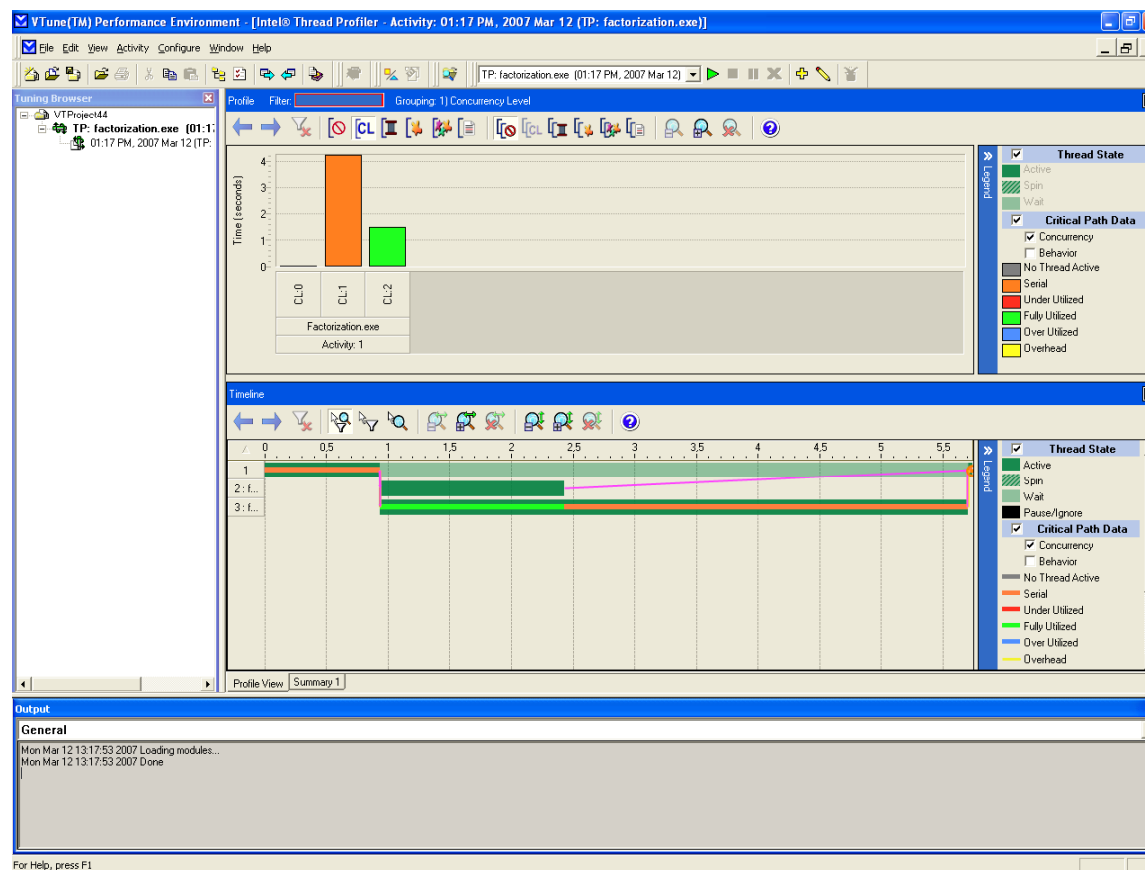 VTune(TM) Performance Environment - [Intel® Thread Profiler - Activity: 01:17 PM, 2007 Mar 12 (TP: factorization.exe)]
File Edit View Activity Configure Window Help
TP: factorization.exe (01:17 PM, 2007 Mar 12)
Tuning Browser
VTProject44
TP: factorization.exe (01:1
01:17 PM, 2007 Mar 12 (TP:
Profile Filter: Grouping: 1) Concurrency Level
CL
CL
Time (seconds)
4
3
2
1
0
CL:0
CL:1
CL:2
Factorization.exe
Activity: 1
Legend
Thread State
Active
Spin
Wait
Critical Path Data
Concurrency
Behavior
No Thread Active
Serial
Under Utilized
Fully Utilized
Over Utilized
Overhead
Timeline
0 0,5 1 1,5 2 2,5 3 3,5 4 4,5 5 5,5
1
2 : f...
3 : f...
Legend
Thread State
Active
Spin
Wait
Pause/Ignore
Critical Path Data
Concurrency
Behavior
No Thread Active
Serial
Under Utilized
Fully Utilized
Over Utilized
Overhead
Profile View Summary 1
Output
General
Mon Mar 12 13:17:53 2007 Loading modules...
Mon Mar 12 13:17:53 2007 Done
For Help, press F1